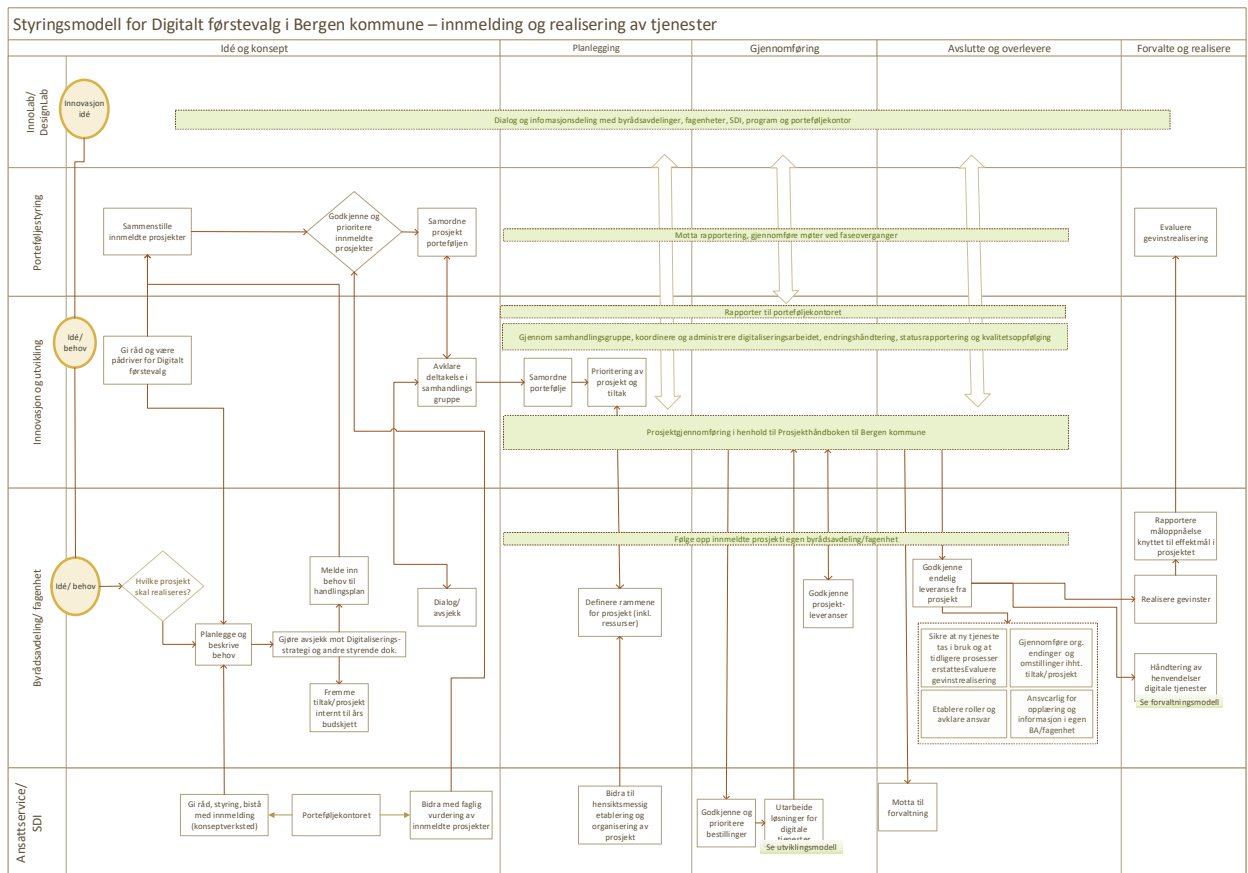 Styringsmodell for Digitalt førstevalg i Bergen kommune – innmelding og realisering av tjenester
Idé og konsept
Planlegging
Gjennomføring
Avslutte og overlevere
Forvalte og realisere
InnoLab/
DesignLab
Innovasjon
idé
Dialog og infomasjonsdeling med byrådsavdelinger, fagenheter, SDI, program og porteføljekontor
Porteføljestyring
Sammenstille
innmeldte prosjekter
Godkjenne og
prioritere
innmeldte
prosjekter
Samordne
prosjekt
porteføljen
Motta rapportering, gjennomføre møter ved faseoverganger
Evaluere
gevinstrealisering
Innovasjon og utvikling
Idé/
behov
Gi råd og være
pådriver for Digitalt
førstevalg
Avklare
deltakelse i
samhandlings
gruppe
Rapporter til porteføljekontoret
Gjennom samhandlingsgruppe, koordinere og administrere digitaliseringsarbeidet, endringshåndtering, statusrapportering og kvalitetsoppfølging
Samordne
portefølje
Prioritering av
prosjekt og
tiltak
Prosjektgjennomføring i henhold til Prosjekthåndboken til Bergen kommune
Byrådsavdeling/ fagenhet
Idé/ behov
Hvilke prosjekt
skal realiseres?
Planlegge og
beskrive
behov
Melde inn
behov til
handlingsplan
Gjøre avsjekk mot Digitaliserings-
strategi og andre styrende dok.
Fremme
tiltak/prosjekt
internt til års
budskjett
Dialog/
avsjekk
Følge opp innmeldte prosjekti egen byrådsavdeling/fagenhet
Definere rammene
for prosjekt (inkl.
ressurser)
Godkjenne
prosjekt-
leveranser
Godkjenne
endelig
leveranse fra
prosjekt
Sikre at ny tjeneste
tas i bruk og at
tidligere prosesser
erstattesEvaluere
gevinstrealisering
Gjennomføre org.
endinger og
omstillinger ihht.
tiltak/prosjekt
Etablere roller og
avklare ansvar
Ansvcarlig for
opplæring og
informasjon i egen
BA/fagenhet
Rapportere
måloppnåelse
knyttet til effektmål i
prosjektet
Realisere gevinster
Håndtering av
henvendelser
digitale tjenester
Se forvaltningsmodell
Ansattservice/
SDI
Gi råd, styring, bistå
med innmelding
(konseptverksted)
Porteføljekontoret
Bidra med faglig
vurdering av
innmeldte prosjekter
Bidra til
hensiktsmessig
etablering og
organisering av
prosjekt
Godkjenne og
prioritere
bestillinger
Utarbeide
løsninger for
digitale
tjenester
Se utviklingsmodell
Motta til
forvaltning